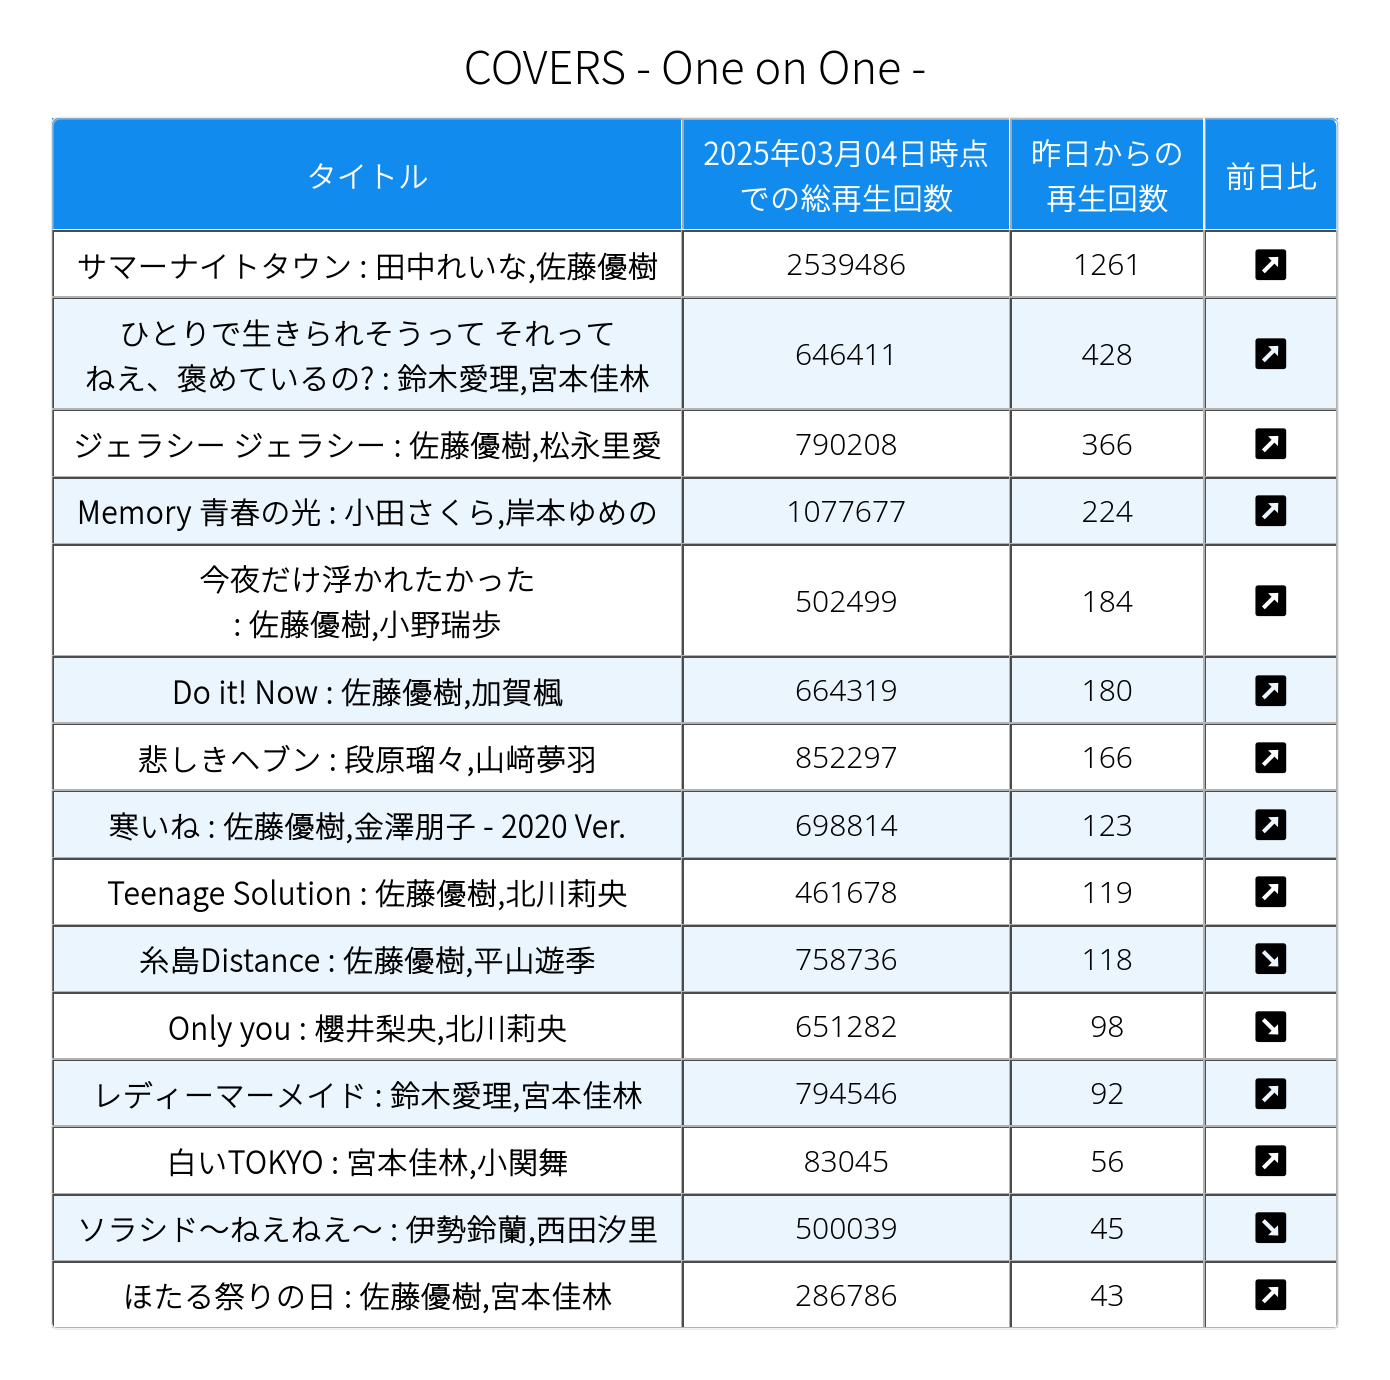 COVERS - One on One -
タイトル
2025年03月04日時点
での総再生回数
昨日からの
再生回数
前日比
サマーナイトタウン : 田中れいな,佐藤優樹
2539486
1261
ひとりで生きられそうって それって
ねえ、褒めているの? : 鈴木愛理,宮本佳林
646411
428
ジェラシー ジェラシー : 佐藤優樹,松永里愛
790208
366
Memory 青春の光 : 小田さくら,岸本ゆめの
1077677
224
今夜だけ浮かれたかった
: 佐藤優樹,小野瑞歩
502499
184
Do it! Now : 佐藤優樹,加賀楓
664319
180
悲しきヘブン : 段原瑠々,山﨑夢羽
852297
166
寒いね : 佐藤優樹,金澤朋子 - 2020 Ver.
698814
123
Teenage Solution : 佐藤優樹,北川莉央
461678
119
糸島Distance : 佐藤優樹,平山遊季
758736
118
Only you : 櫻井梨央,北川莉央
651282
98
レディーマーメイド : 鈴木愛理,宮本佳林
794546
92
白いTOKYO : 宮本佳林,小関舞
83045
56
ソラシド〜ねえねえ〜 : 伊勢鈴蘭,西田汐里
500039
45
ほたる祭りの日 : 佐藤優樹,宮本佳林
286786
43